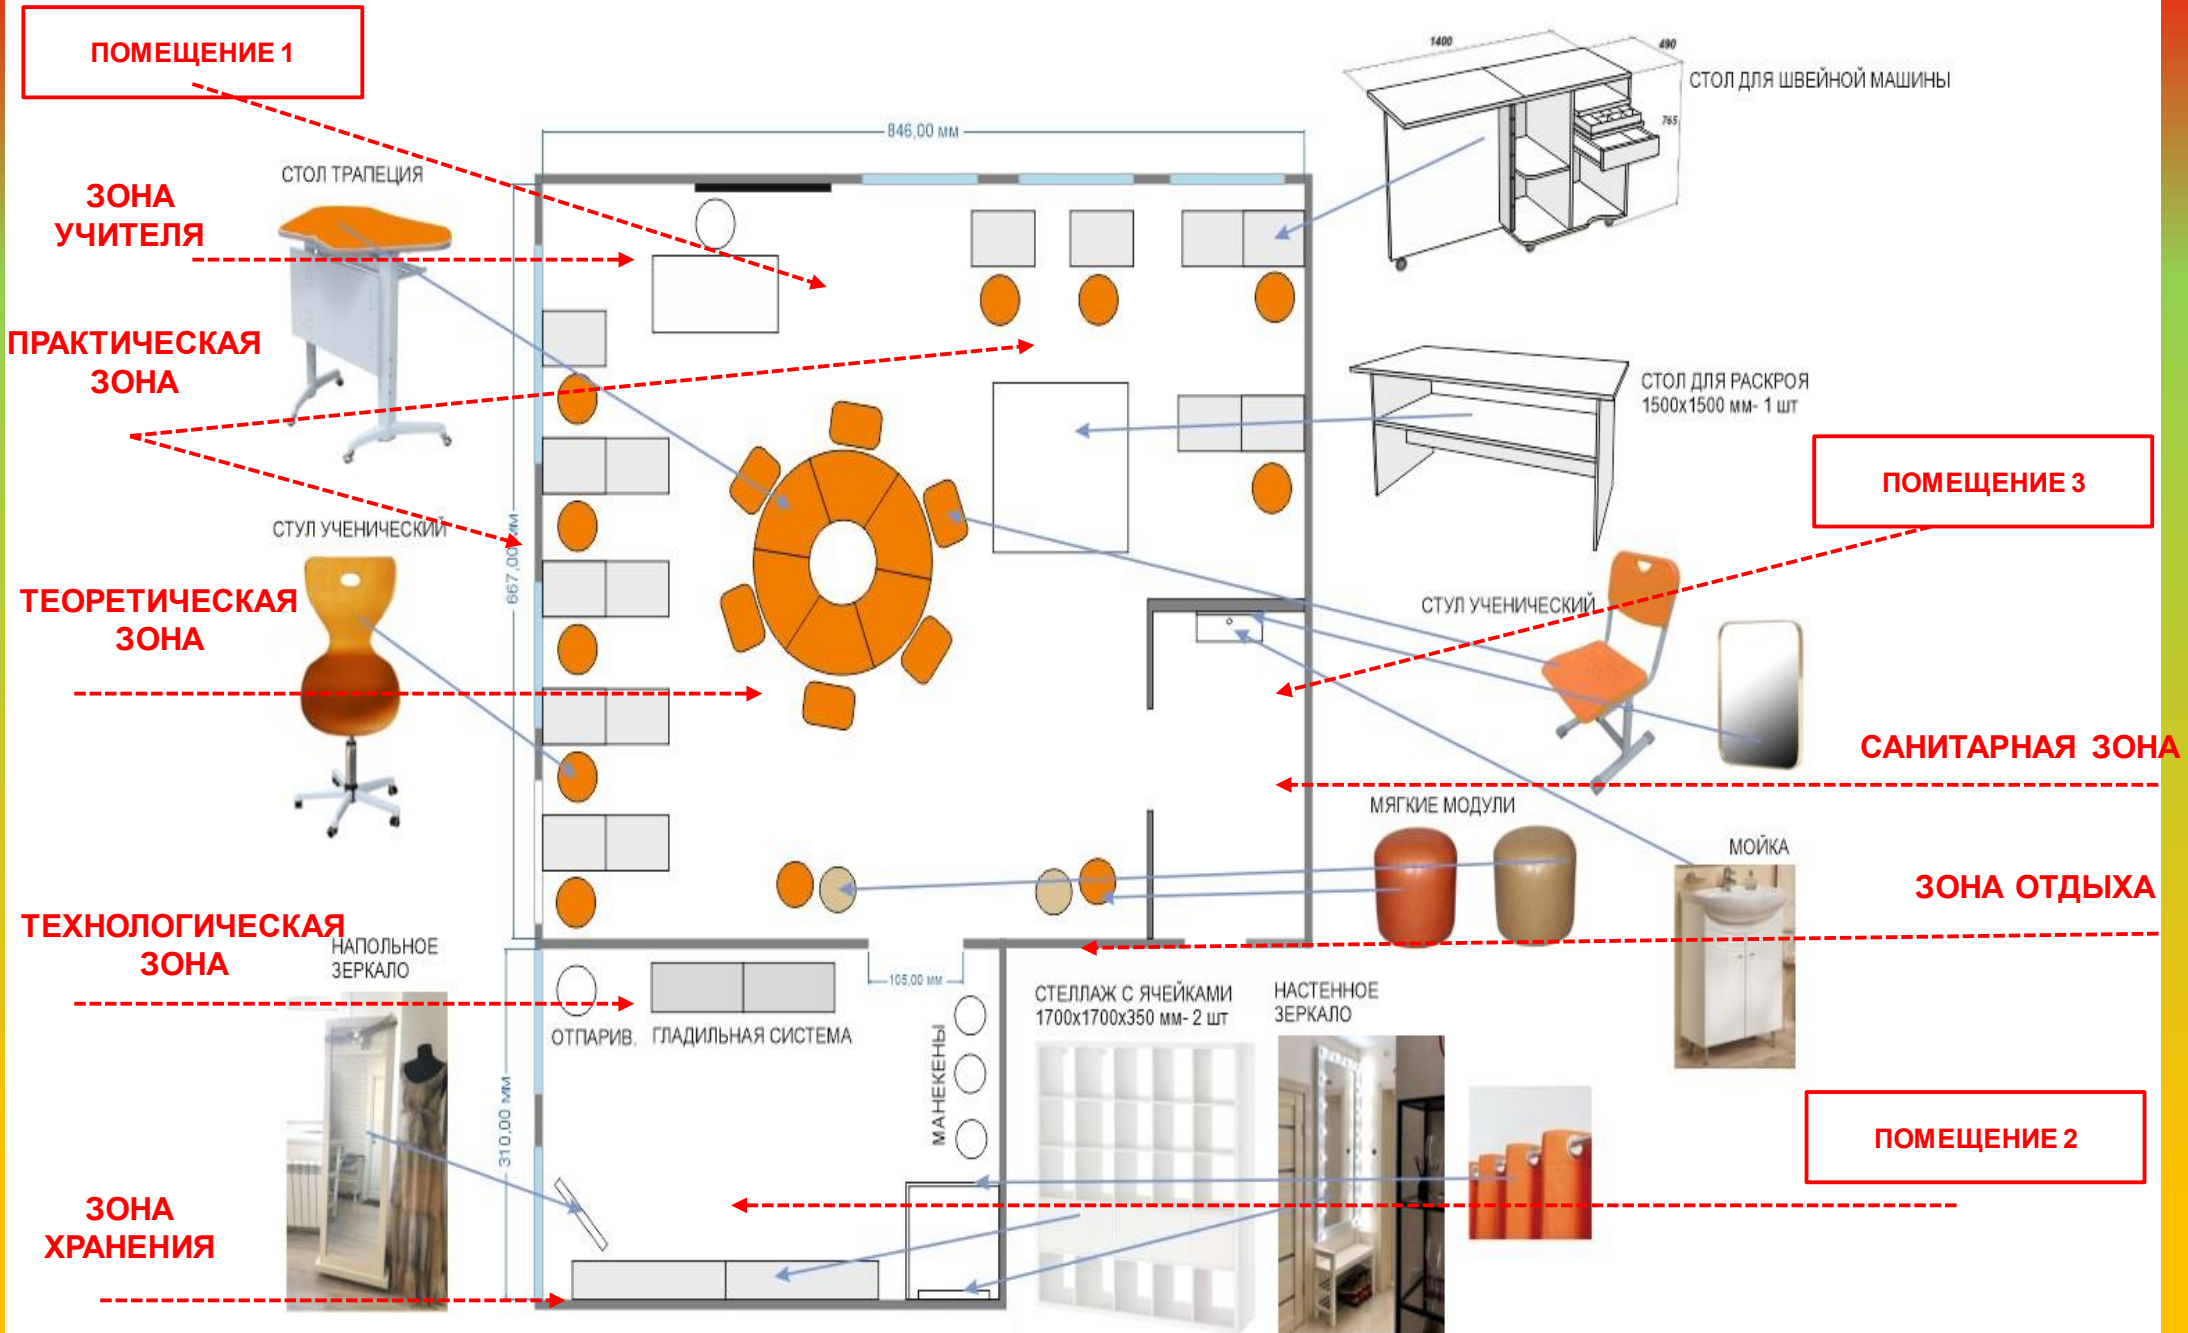 ПОМЕЩЕНИЕ 1
1400
490
СТОЛ ДЛЯ ШВЕЙНОЙ МАШИНЫ
765
846,00 мм
СТОЛ ТРАПЕЦИЯ
ЗОНА
УЧИТЕЛЯ
ПРАКТИЧЕСКАЯ
ЗОНА
СТОЛ ДЛЯ РАСКРОЯ
1500х1500 мм- 1 шт
ПОМЕЩЕНИЕ 3
СТУЛ УЧЕНИЧЕСКИЙ
667,00 мм
ТЕОРЕТИЧЕСКАЯ
ЗОНА
СТУЛ УЧЕНИЧЕСКИЙ
САНИТАРНАЯ ЗОНА
МЯГКИЕ МОДУЛИ
МОЙКА
ЗОНА ОТДЫХА
ТЕХНОЛОГИЧЕСКАЯ
ЗОНА
НАПОЛЬНОЕ
ЗЕРКАЛО
105,00 мм
СТЕЛЛАЖ С ЯЧЕЙКАМИ
1700х1700х350 мм- 2 шт
НАСТЕННОЕ
ЗЕРКАЛО
ОТПАРИВ.
ГЛАДИЛЬНАЯ СИСТЕМА
МАНЕКЕНЫ
310,00 мм
ПОМЕЩЕНИЕ 2
ЗОНА
ХРАНЕНИЯ